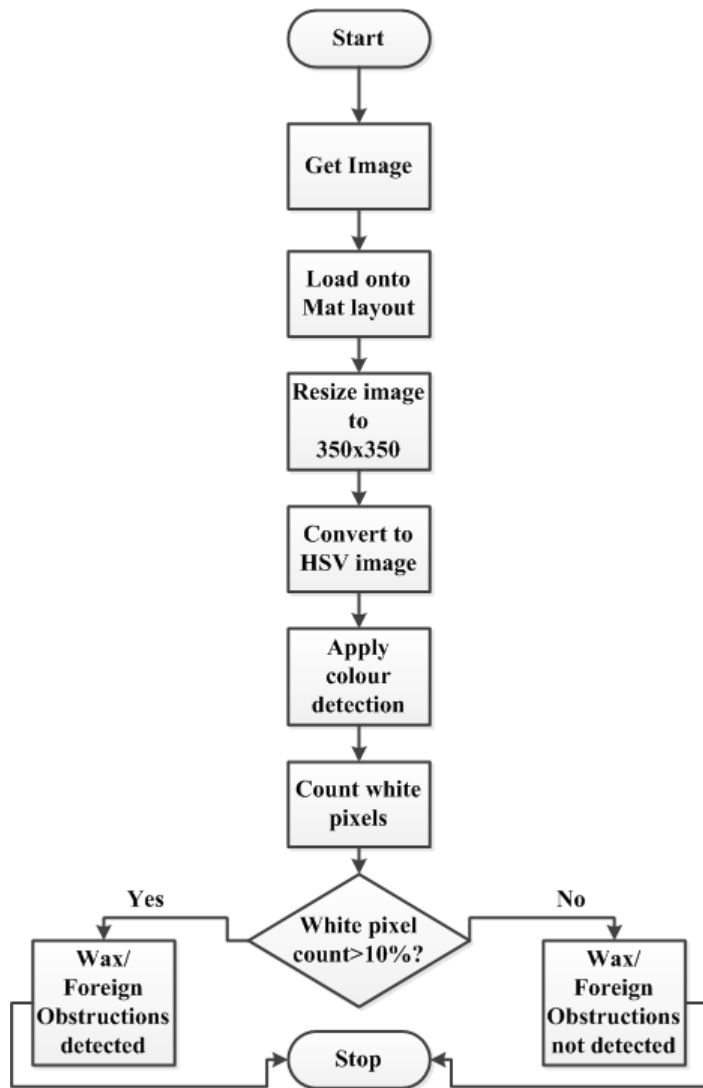 Start
Get Image
Load onto
Mat layout
Resize image
to
350x350
Convert to
HSV image
Apply
colour
detection
Count white
pixels
Yes
No
White pixel
count>10%?
Wax/
Foreign
Obstructions
detected
Wax/
Foreign
Obstructions
not detected
Stop